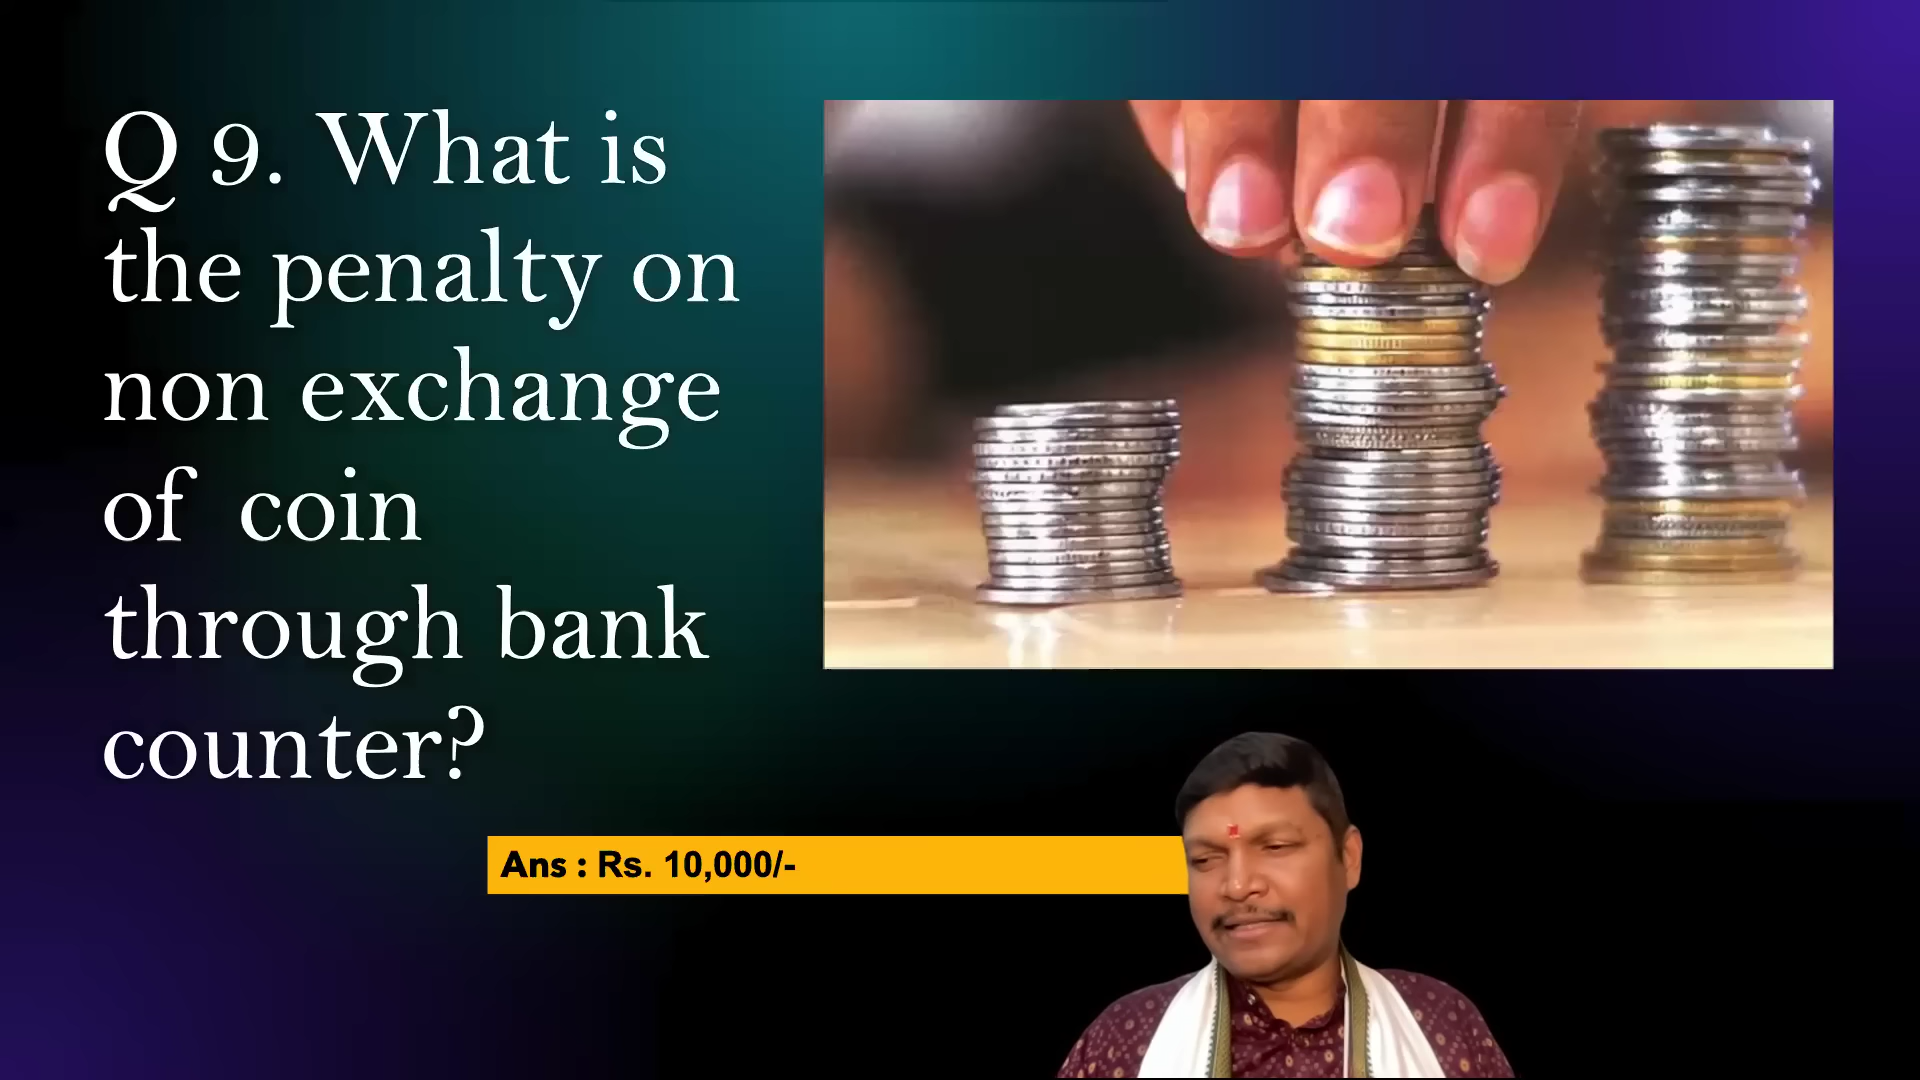 Q 9. What is
the penalty on
non exchange
of  coin
through bank
counter?
Ans : Rs. 10,000/-